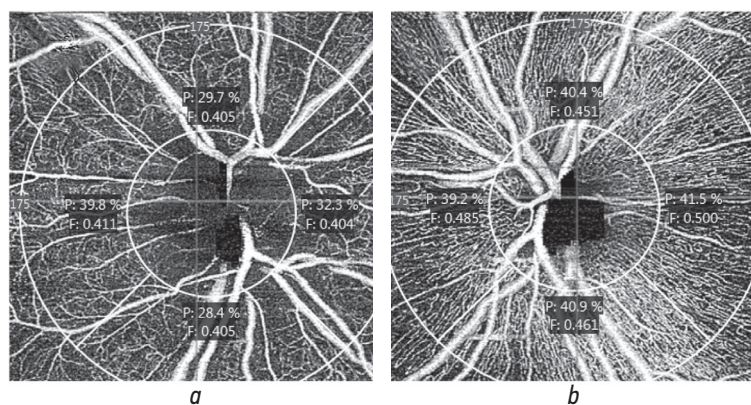 175
P: 29.7 %
F: 0.405
175
P: 39.8 %
F: 0.411
P: 32.3 %
F: 0.404
P: 28.4 %
F: 0.405
a
175
P: 40.4 %
F: 0.451
175
P: 39.2 %
F: 0.485
P: 41.5 %
F: 0.500
P: 40.9 %
F: 0.461
b